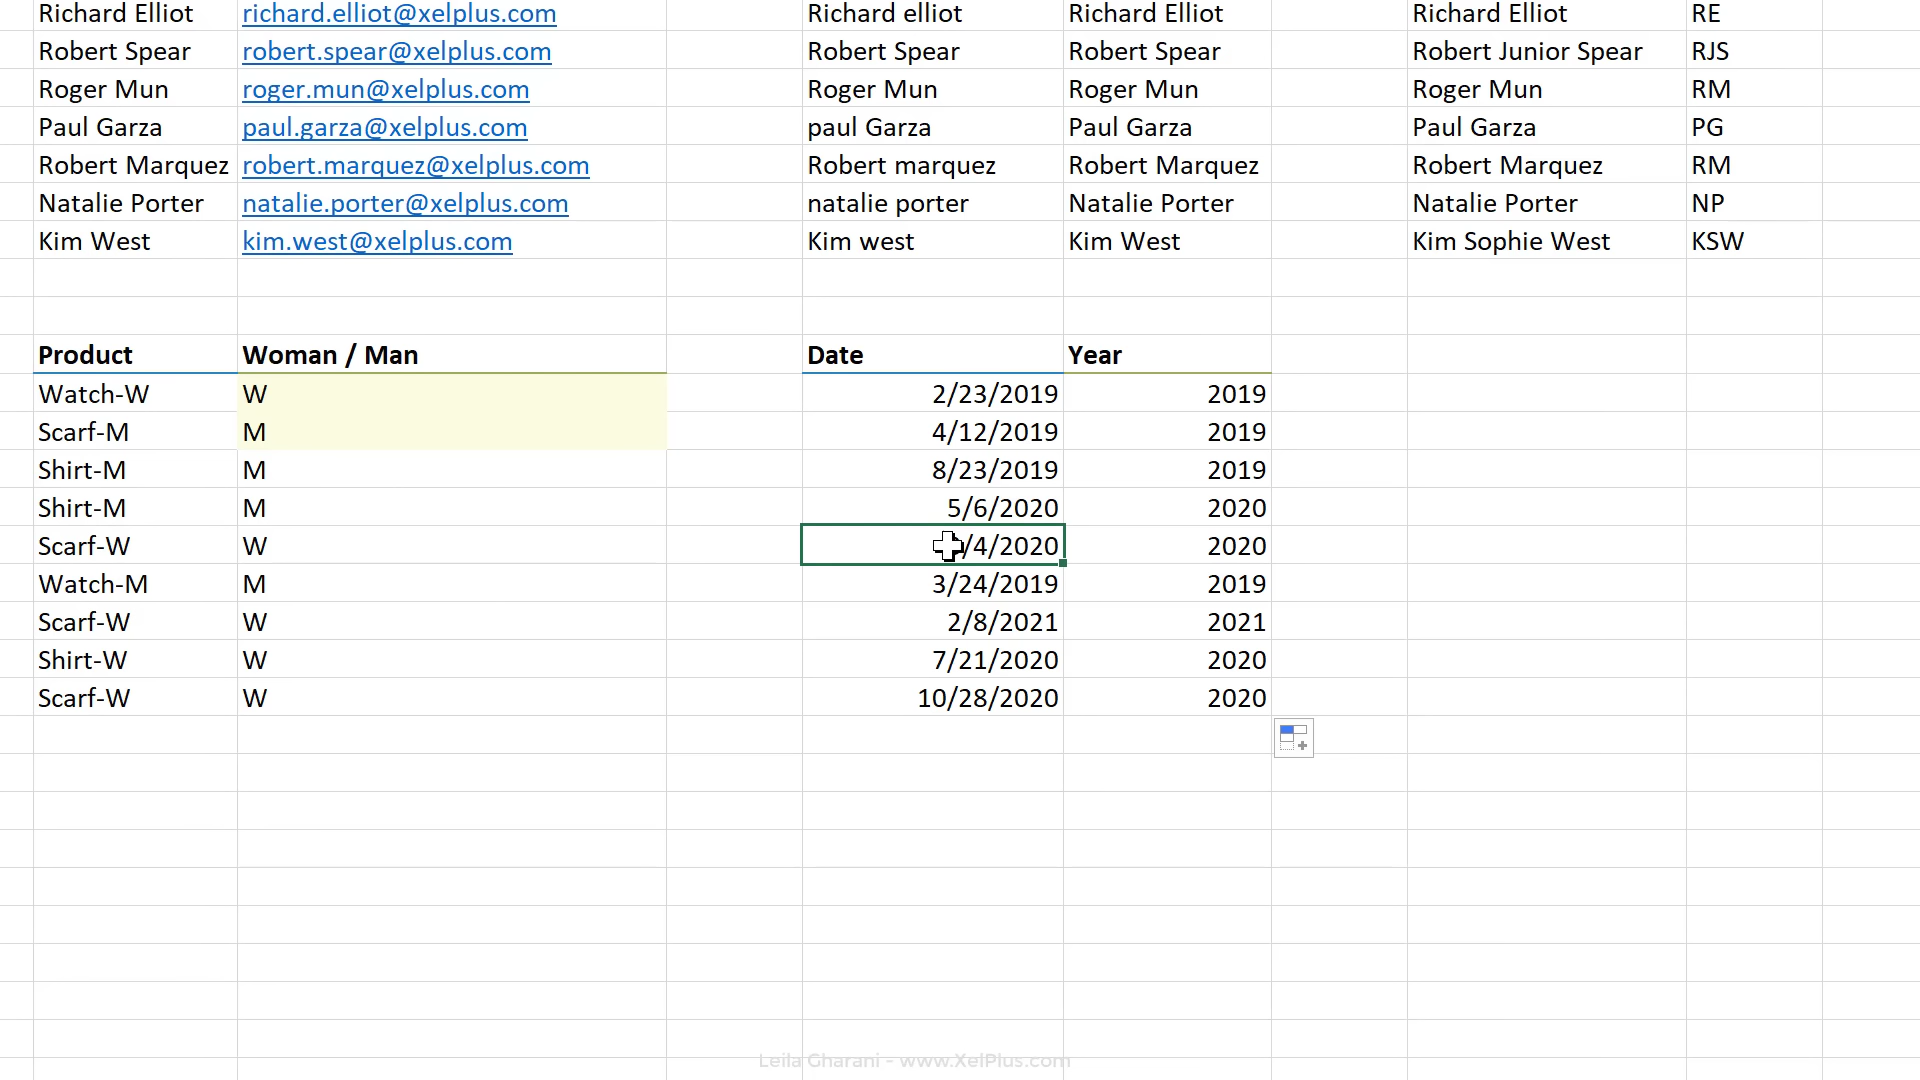 Richard Elliot richard.elliot@xelplus.com Richard elliot Richard Elliot Richard Elliot RE
Robert Spear robert.spear@xelplus.com Robert Spear Robert Spear Robert Junior Spear RJS
Roger Mun roger.mun@xelplus.com Roger Mun Roger Mun Roger Mun RM
Paul Garza paul.garza@xelplus.com paul Garza Paul Garza Paul Garza PG
Robert Marquez robert.marquez@xelplus.com Robert marquez Robert Marquez Robert Marquez RM
Natalie Porter natalie.porter@xelplus.com natalie porter Natalie Porter Natalie Porter NP
Kim West kim.west@xelplus.com Kim west Kim West Kim Sophie West KSW
Product Woman / Man Date Year
Watch-W W 2/23/2019 2019
Scarf-M M 4/12/2019 2019
Shirt-M M 8/23/2019 2019
Shirt-M M 5/6/2020 2020
Scarf-W W /4/2020 2020
Watch-M M 3/24/2019 2019
Scarf-W W 2/8/2021 2021
Shirt-W W 7/21/2020 2020
Scarf-W W 10/28/2020 2020
Leila Gharani - www.XelPlus.com